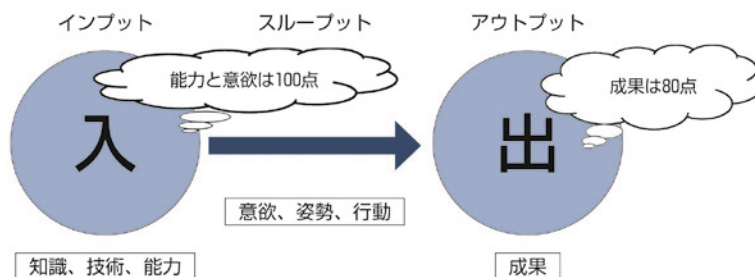 インプット
スループット
アウトプット
能力と意欲は100点
成果は80点
入
出
意欲、姿勢、行動
知識、技術、能力
成果